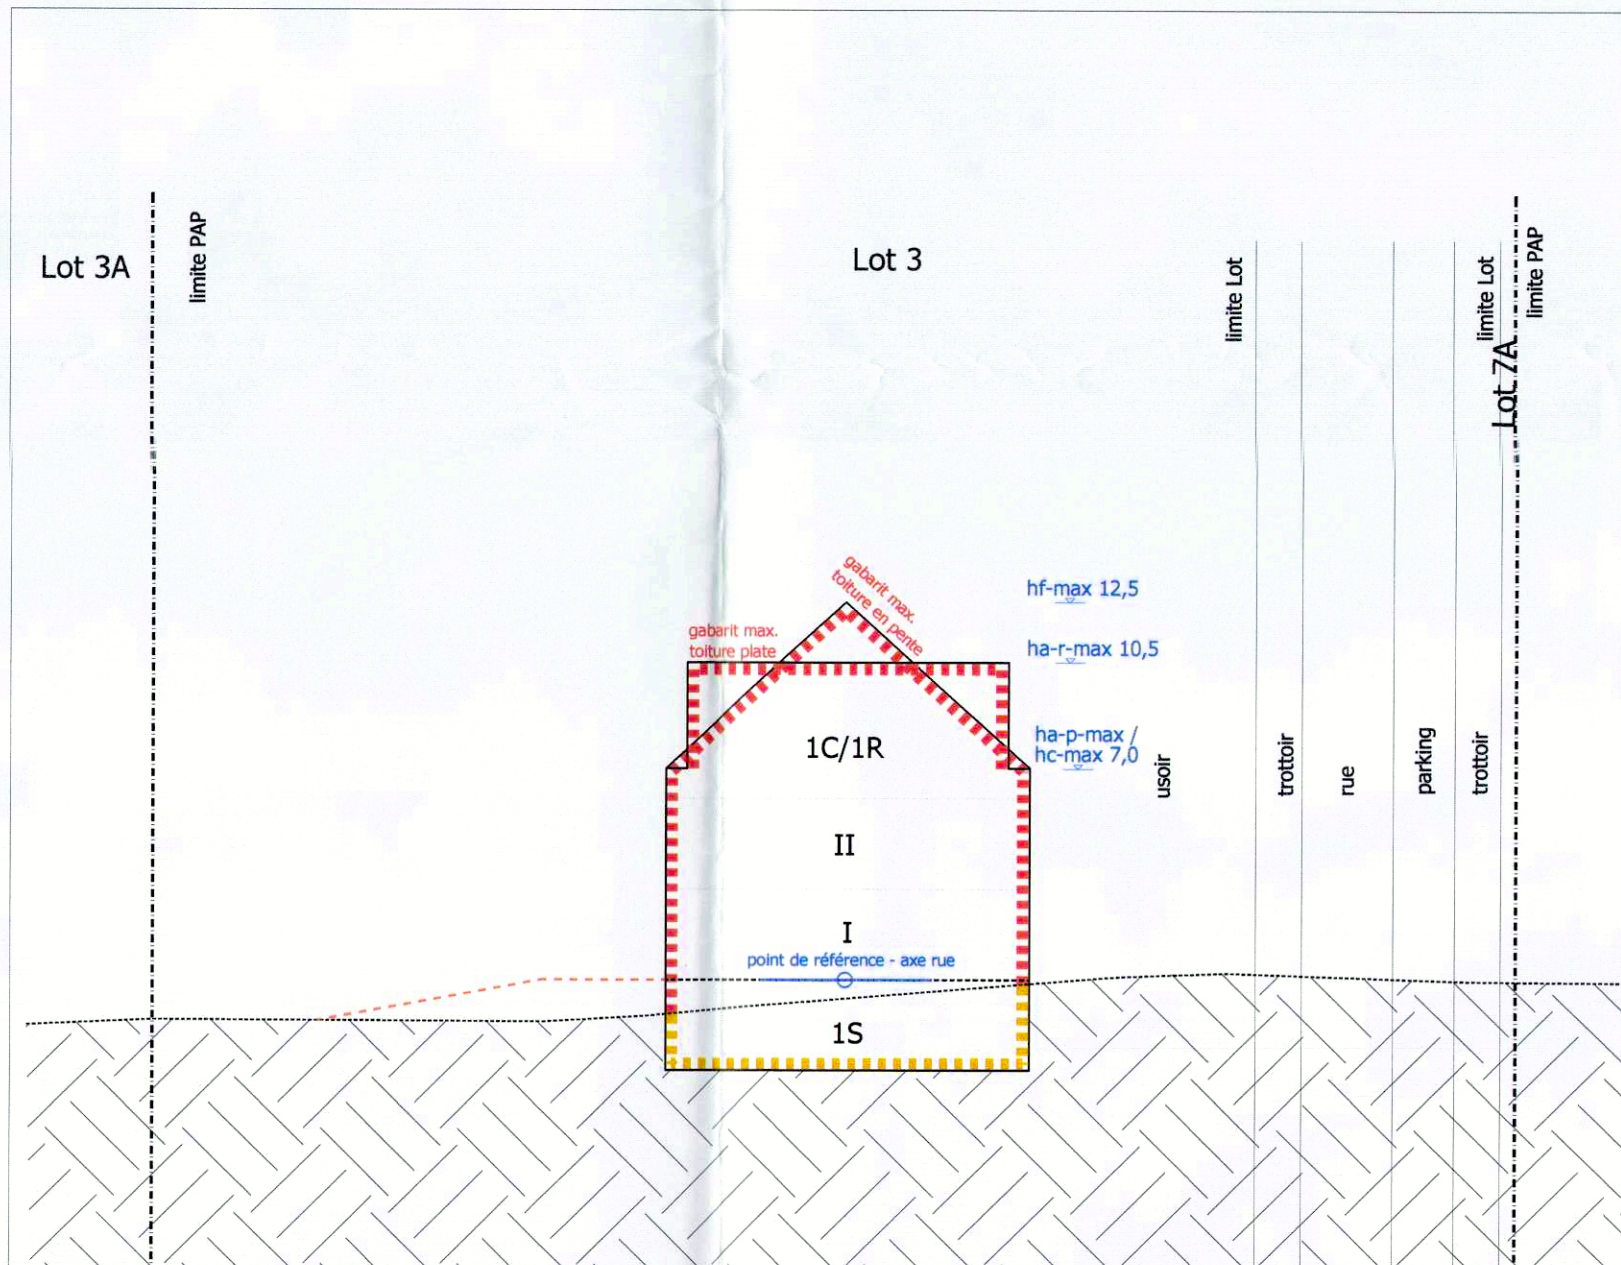 Lot 3A
limite PAP
Lot 3
limite Lot
limite Lot
Lot 7A
limite PAP
gabarit max.
toiture en pente
gabarit max.
toiture plate
hf-max 12,5
ha-r-max 10,5
ha-p-max /
hc-max 7,0
1C/1R
usoir
trottoir
rue
parking
trottoir
II
I
point de référence - axe rue
1S